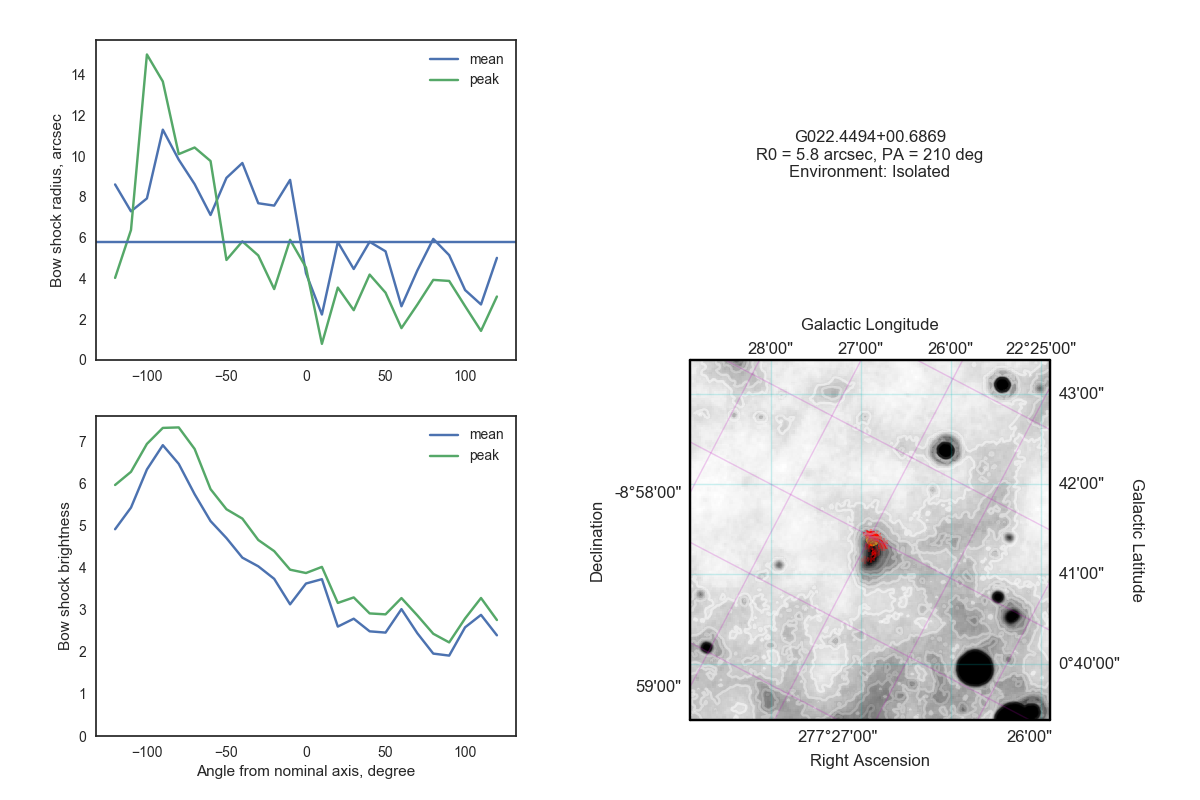 14
12
10
8
6
4
2
0
Bow shock radius, arcsec
mean
peak
−100
−50
0
50
100
7
6
5
4
3
2
1
0
Bow shock brightness
mean
peak
−100
−50
0
50
100
Angle from nominal axis, degree
G022.4494+00.6869
R0 = 5.8 arcsec, PA = 210 deg
Environment: Isolated
Galactic Longitude
28'00" 27'00" 26'00" 22°25'00"
43'00"
42'00"
41'00"
0°40'00"
Galactic Latitude
-8°58'00"
59'00"
Declination
277°27'00" 26'00"
Right Ascension